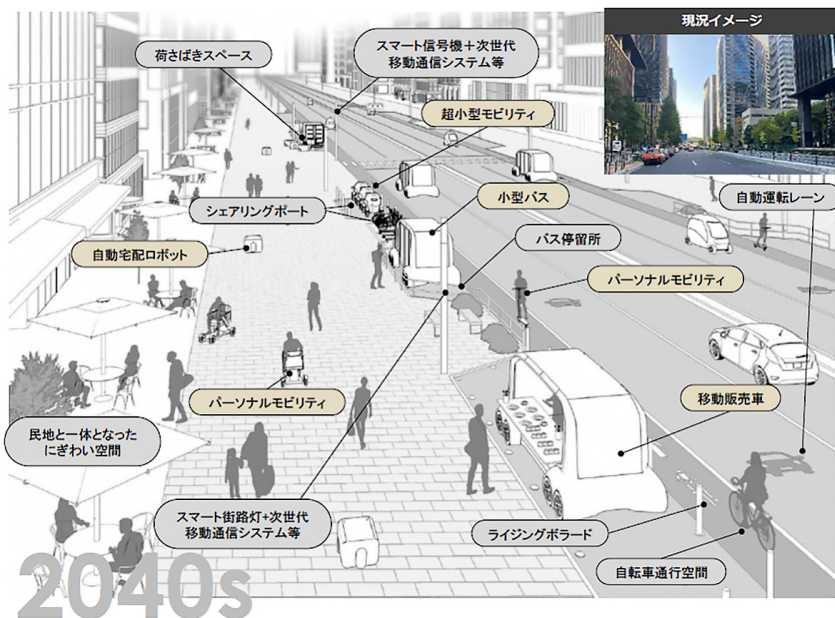 現況イメージ
荷さばきスペース
スマート信号機＋次世代
移動通信システム等
超小型モビリティ
シェアリングポート
小型バス
自動運転レーン
自動宅配ロボット
バス停留所
パーソナルモビリティ
パーソナルモビリティ
移動販売車
民地と一体となった
にぎわい空間
スマート街路灯+次世代
移動通信システム等
ライジングボラード
自転車通行空間
2040s